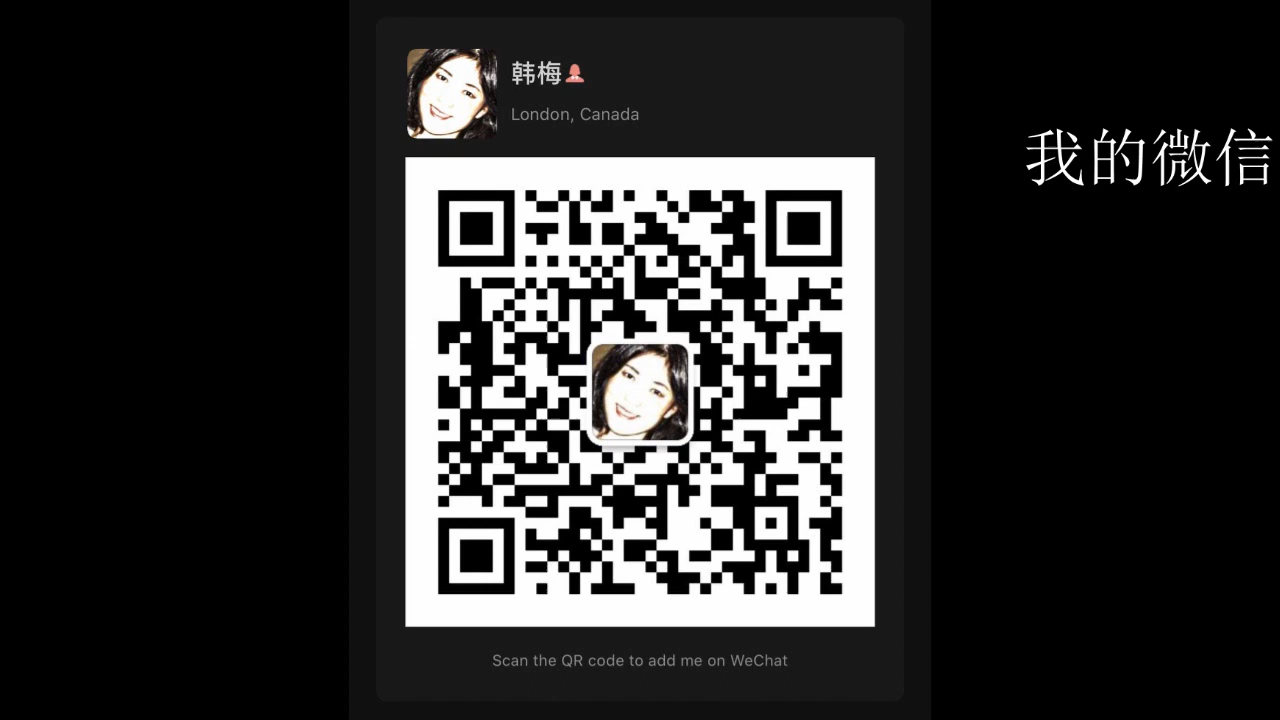 韩梅
London, Canada
我的微信
Scan the QR code to add me on WeChat